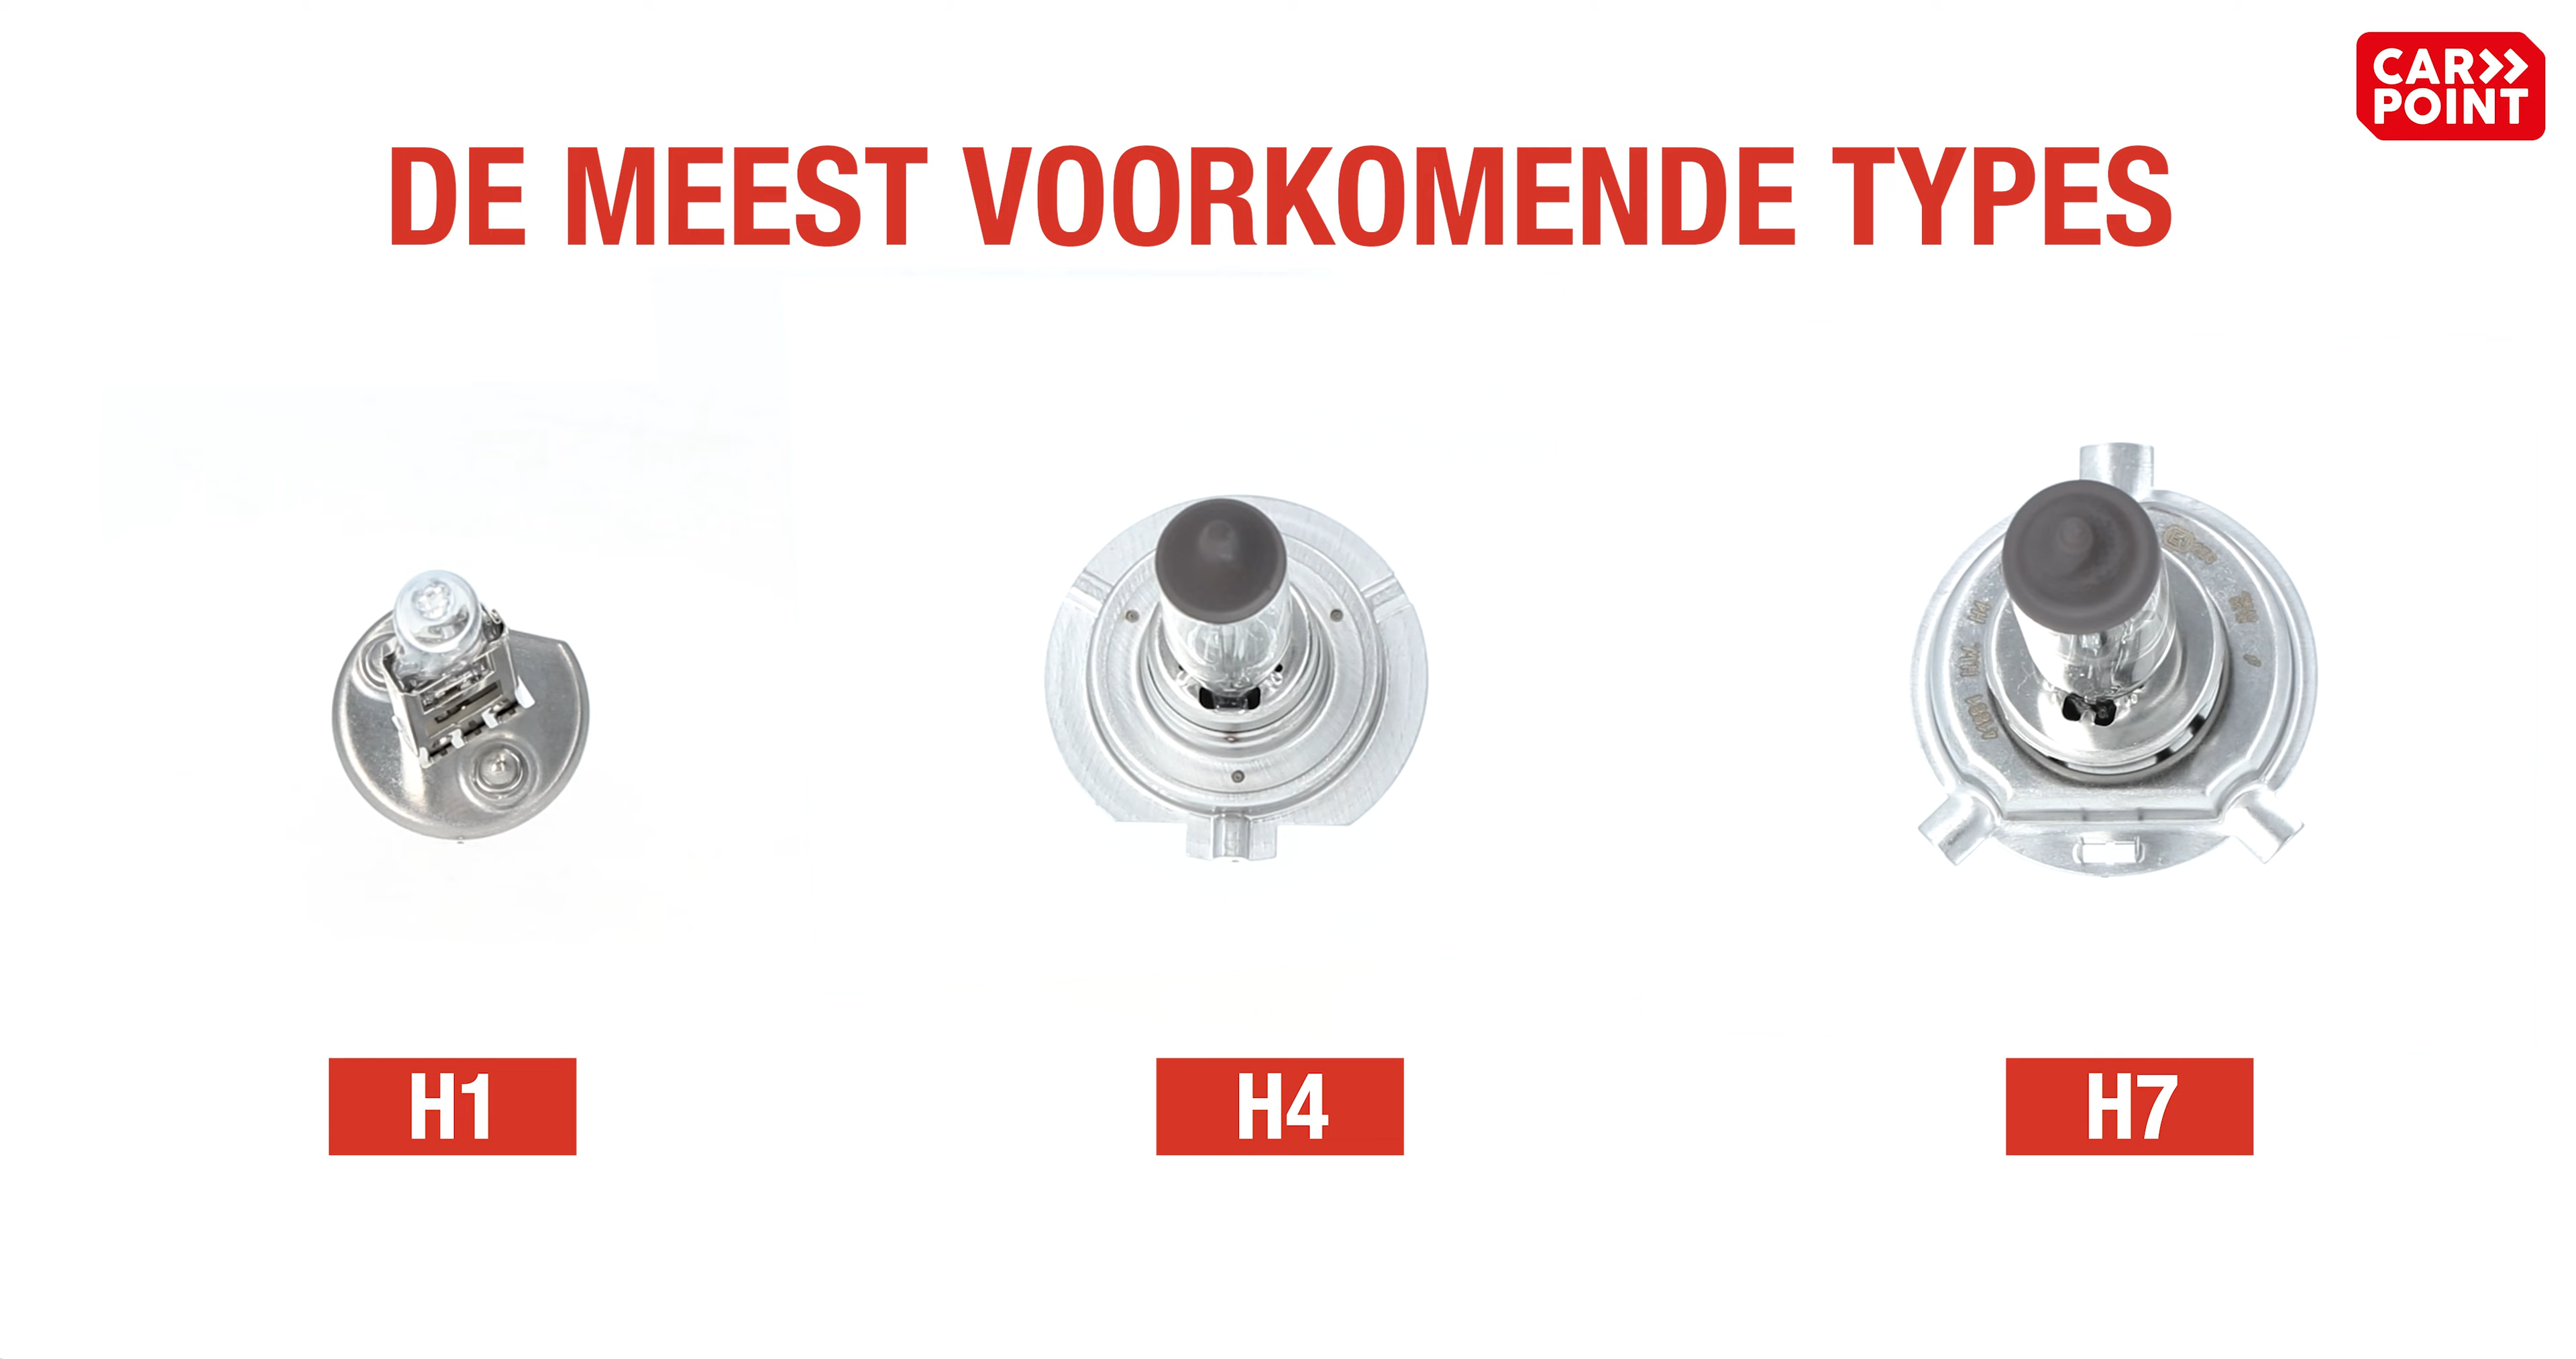 CAR
POINT
DE MEEST VOORKOMENDE TYPES
H1
H4
H7